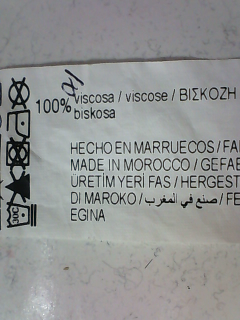 100% viscosa / viscose / ΒΙΣΚΟΖΗ
biskosa
HECHO EN MARRUECOS / FA
MADE IN MOROCCO / GEFAB
ÜRETİM YERİ FAS / HERGEST
DI MAROKO / صنع في المغرب / FE
EGINA